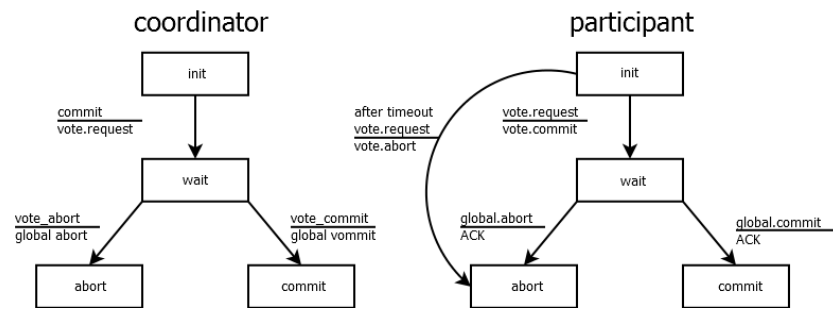 coordinator
init
commit
vote.request
wait
vote_abort
global abort
vote_commit
global vommit
abort
commit
participant
init
after timeout
vote.request
vote.abort
vote.request
vote.commit
wait
global.abort
ACK
global.commit
ACK
abort
commit